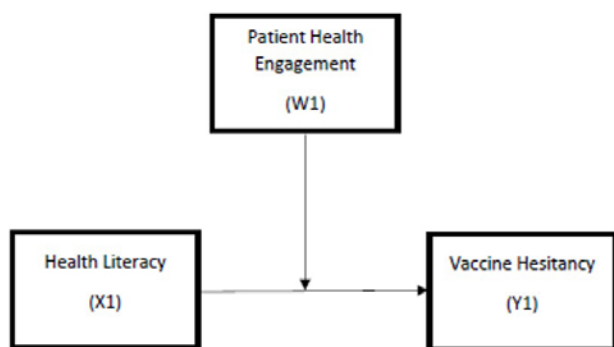 Patient Health
Engagement
(W1)
Health Literacy
(X1)
Vaccine Hesitancy
(Y1)